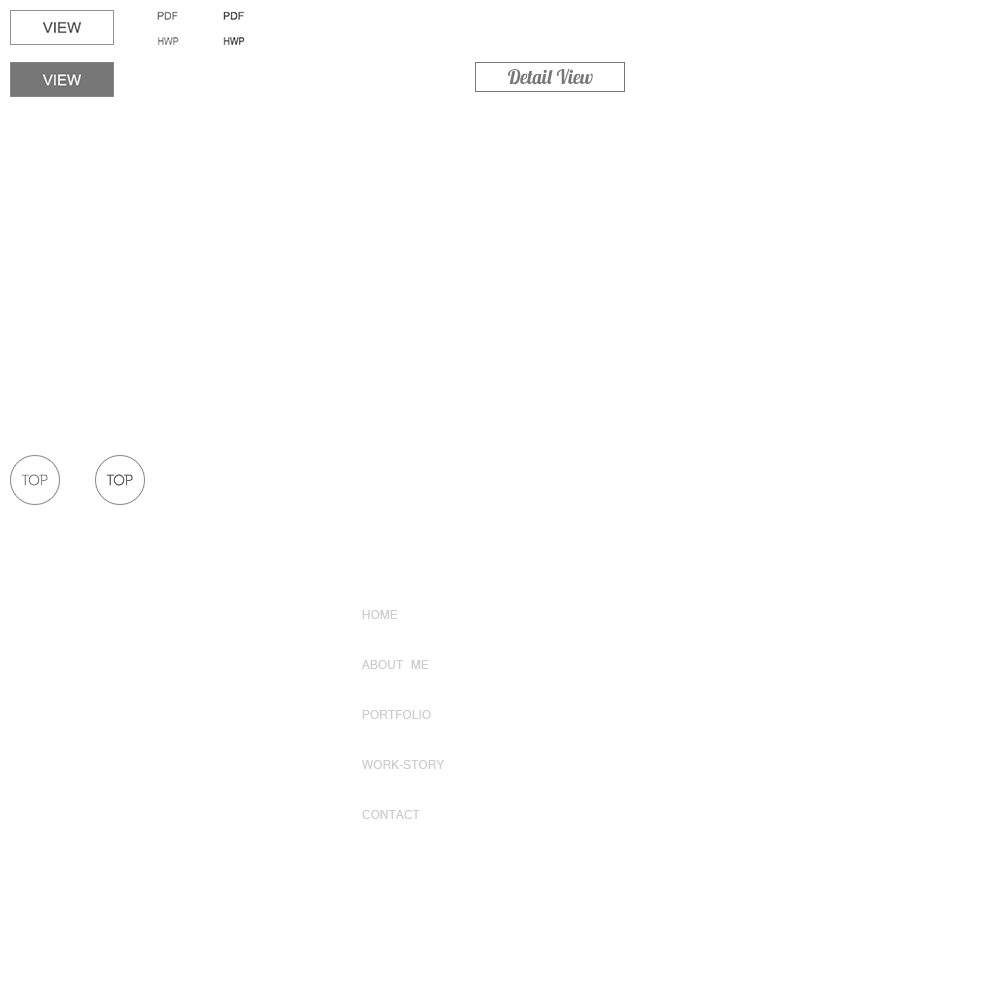 VIEW PDF PDF
HWP HWP
VIEW Detail View
TOP TOP
HOME
ABOUT ME
PORTFOLIO
WORK-STORY
CONTACT